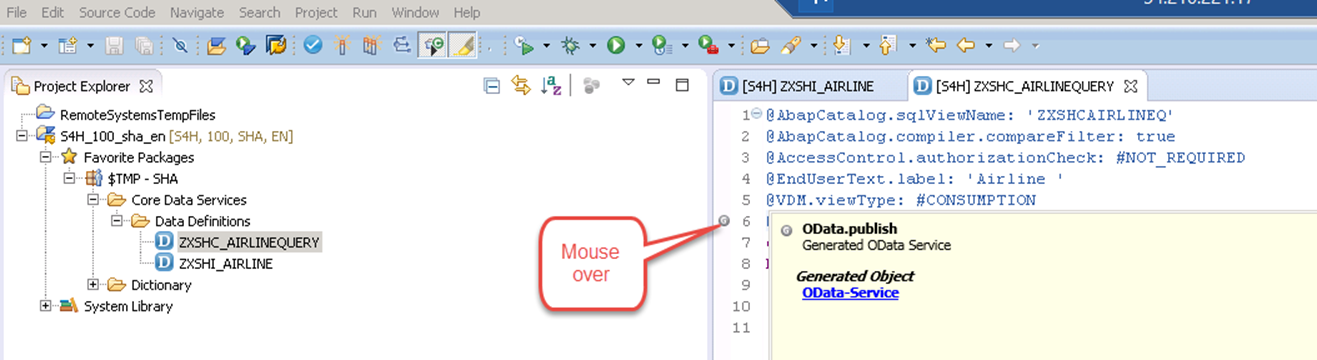 File Edit Source Code Navigate Search Project Run Window Help
Project Explorer
RemoteSystemsTempFiles
S4H_100_sha_en [S4H, 100, SHA, EN]
Favorite Packages
$TMP - SHA
Core Data Services
Data Definitions
ZXSHC_AIRLINEQUERY
ZXSHI_AIRLINE
Dictionary
System Library
Mouse
over
[S4H] ZXSHI_AIRLINE
[S4H] ZXSHC_AIRLINEQUERY
1 @AbapCatalog.sqlViewName: 'ZXSHCAIRLINEQ'
2 @AbapCatalog.compiler.compareFilter: true
3 @AccessControl.authorizationCheck: #NOT_REQUIRED
4 @EndUserText.label: 'Airline '
5 @VDM.viewType: #CONSUMPTION
6
7
8
9
10
11
OData.publish
Generated OData Service
Generated Object
OData-Service